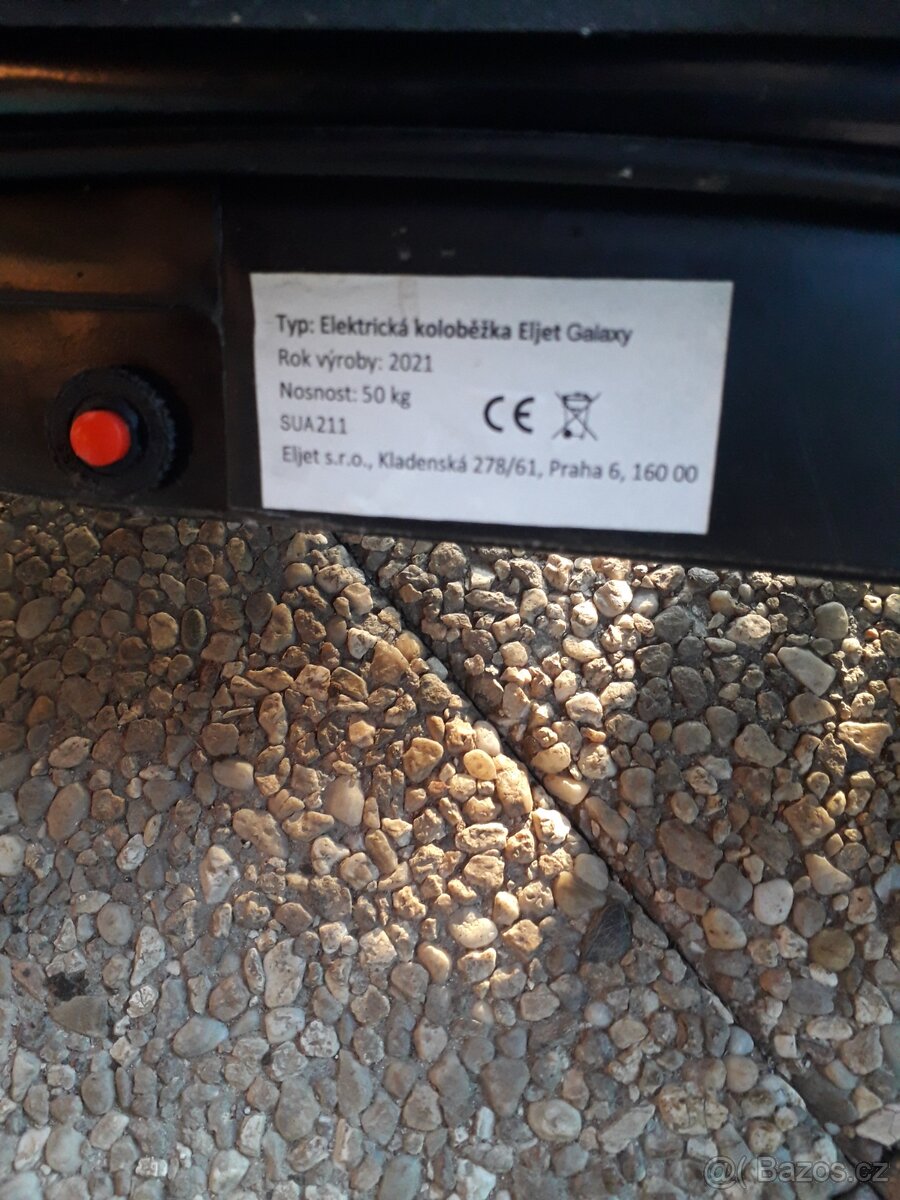 Typ: Elektrická koloběžka Eljet Galaxy
Rok výroby: 2021
Nosnost: 50 kg
SUA211
CE
Eljet s.r.o., Kladenská 278/61, Praha 6, 160 00
@( Bazos.cz